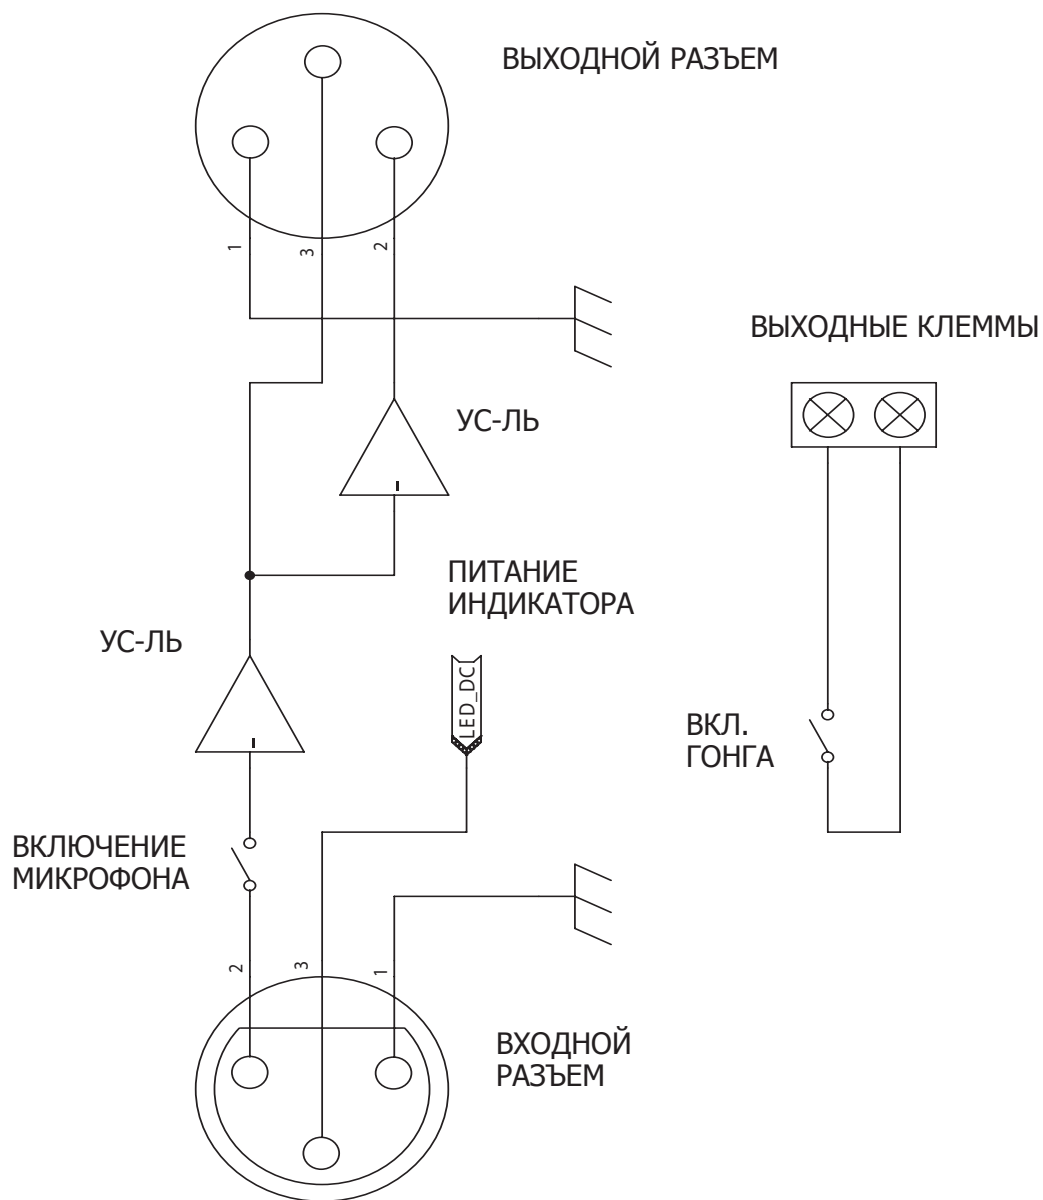 ВЫХОДНОЙ РАЗЪЕМ
1
3
2
ВЫХОДНЫЕ КЛЕММЫ
УС-ЛЬ
ПИТАНИЕ
ИНДИКАТОРА
УС-ЛЬ
LED_DC
ВКЛ.
ГОНГА
ВКЛЮЧЕНИЕ
МИКРОФОНА
2
3
1
ВХОДНОЙ
РАЗЪЕМ